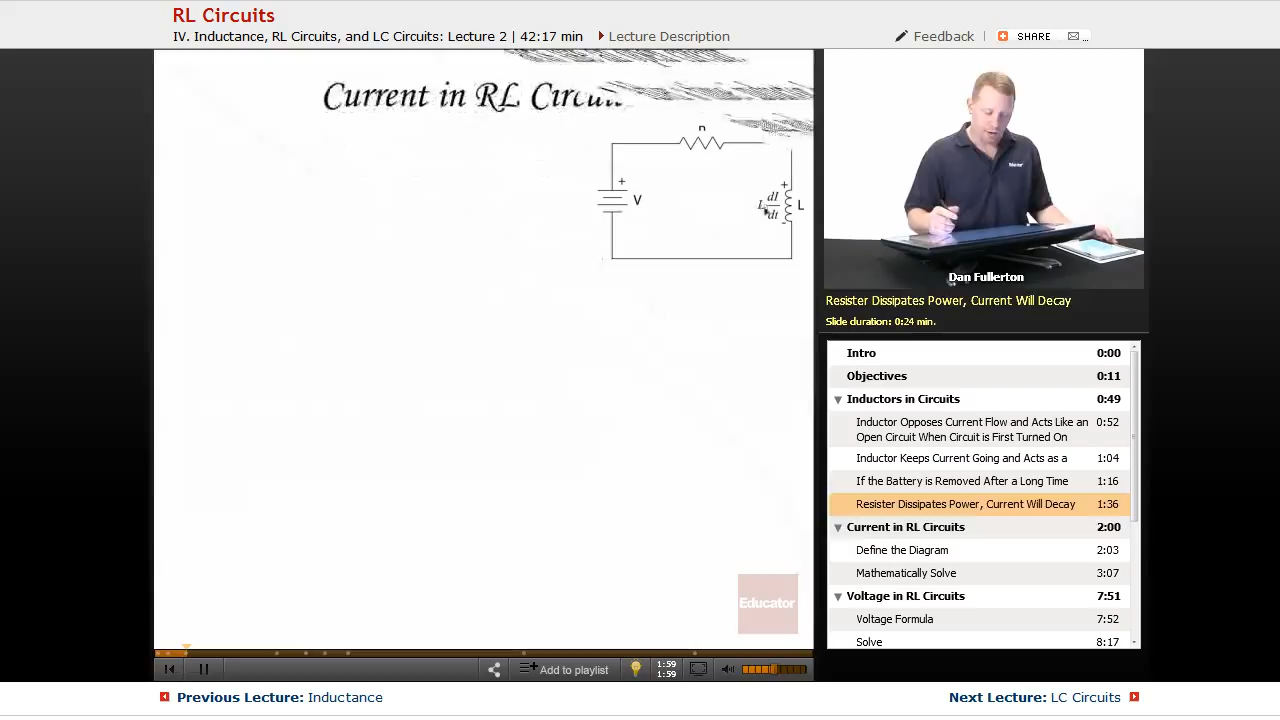 RL Circuits
IV. Inductance, RL Circuits, and LC Circuits: Lecture 2 | 42:17 min
Lecture Description
Feedback
SHARE
Current in RL Circuit
V
+
+
L dI/dt
-
L
Dan Fullerton
Resister Dissipates Power, Current Will Decay
Slide duration: 0:24 min.
Intro 0:00
Objectives 0:11
Inductors in Circuits 0:49
Inductor Opposes Current Flow and Acts Like an 0:52
Open Circuit When Circuit is First Turned On
Inductor Keeps Current Going and Acts as a 1:04
If the Battery is Removed After a Long Time 1:16
Resister Dissipates Power, Current Will Decay 1:36
Current in RL Circuits 2:00
Define the Diagram 2:03
Mathematically Solve 3:07
Voltage in RL Circuits 7:51
Voltage Formula 7:52
Solve 8:17
Educator
Add to playlist
1:59
1:59
Previous Lecture: Inductance
Next Lecture: LC Circuits